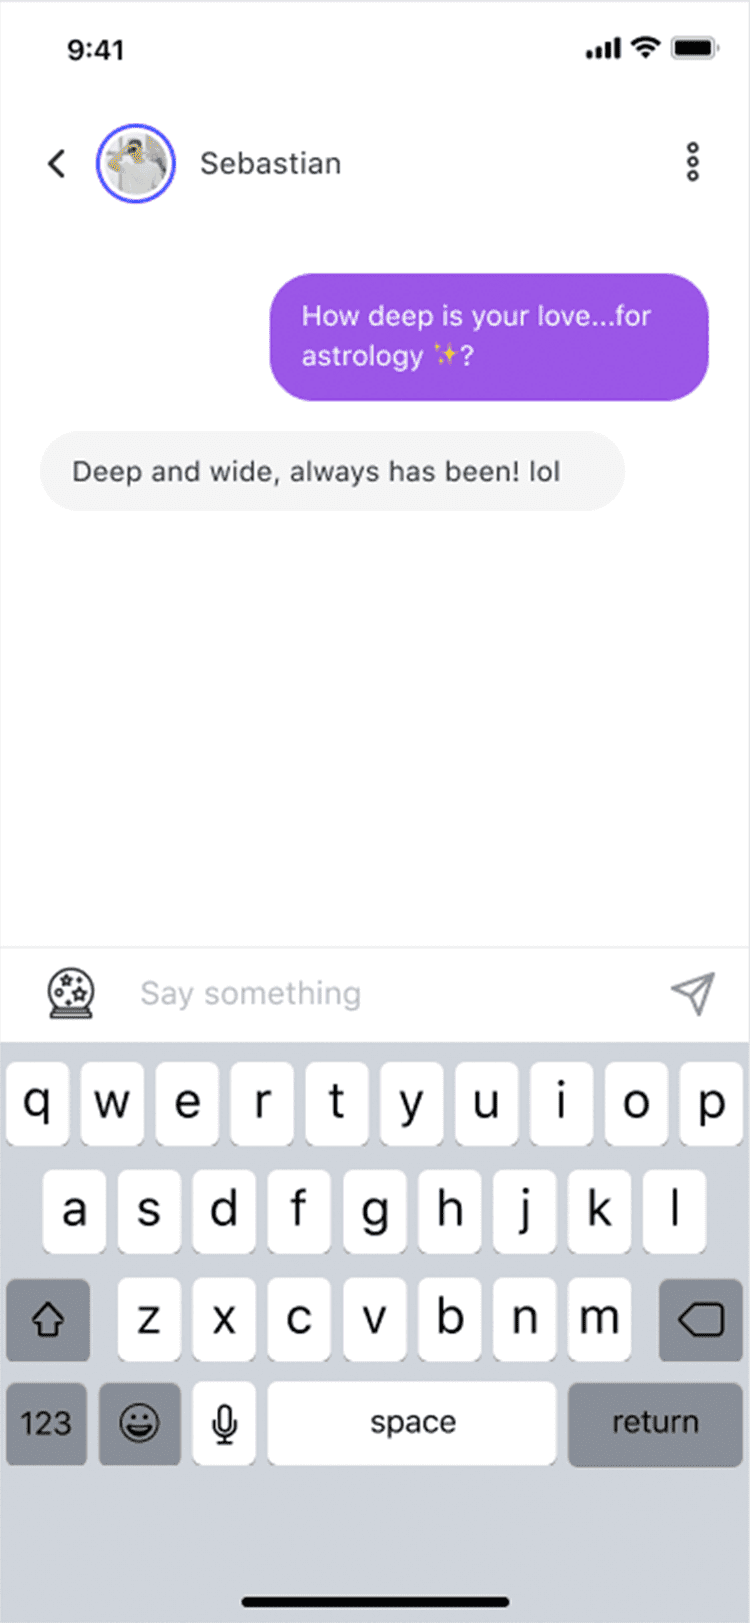 9:41
Sebastian
How deep is your love...for
astrology ✨?
Deep and wide, always has been! lol
Say something
q w e r t y u i o p
a s d f g h j k l
z x c v b n m
123 space return